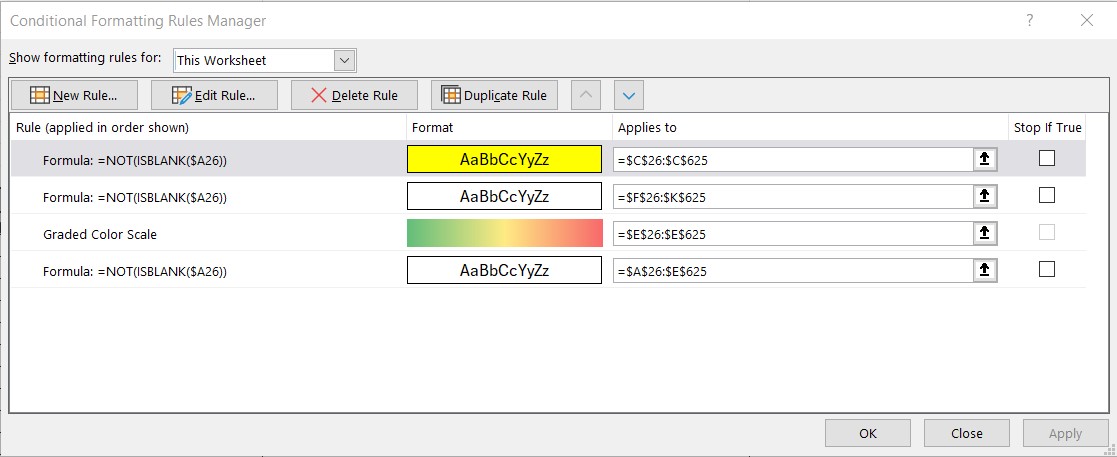 Conditional Formatting Rules Manager ? ×
Show formatting rules for: This Worksheet
New Rule... Edit Rule... Delete Rule Duplicate Rule
Rule (applied in order shown) Format Applies to Stop If True
Formula: =NOT(ISBLANK($A26)) AaBbCcYyZz =$C$26:$C$625
Formula: =NOT(ISBLANK($A26)) AaBbCcYyZz =$F$26:$K$625
Graded Color Scale =$E$26:$E$625
Formula: =NOT(ISBLANK($A26)) AaBbCcYyZz =$A$26:$E$625
OK Close Apply